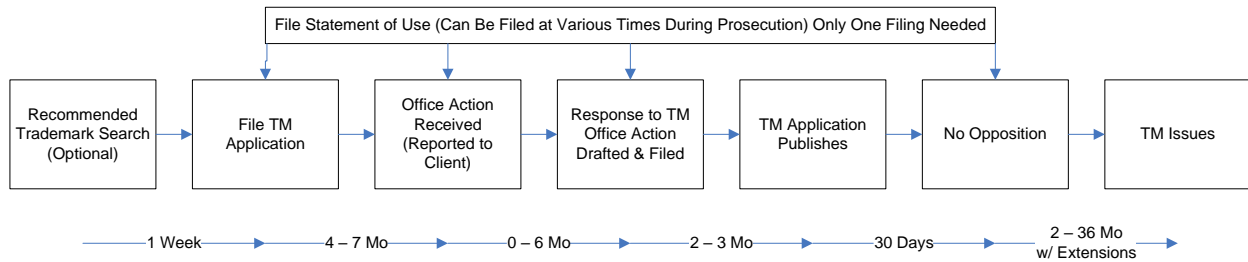 File Statement of Use (Can Be Filed at Various Times During Prosecution) Only One Filing Needed
Recommended
Trademark Search
(Optional)
File TM
Application
Office Action
Received
(Reported to
Client)
Response to TM
Office Action
Drafted & Filed
TM Application
Publishes
No Opposition
TM Issues
1 Week
4 – 7 Mo
0 – 6 Mo
2 – 3 Mo
30 Days
2 – 36 Mo
w/ Extensions